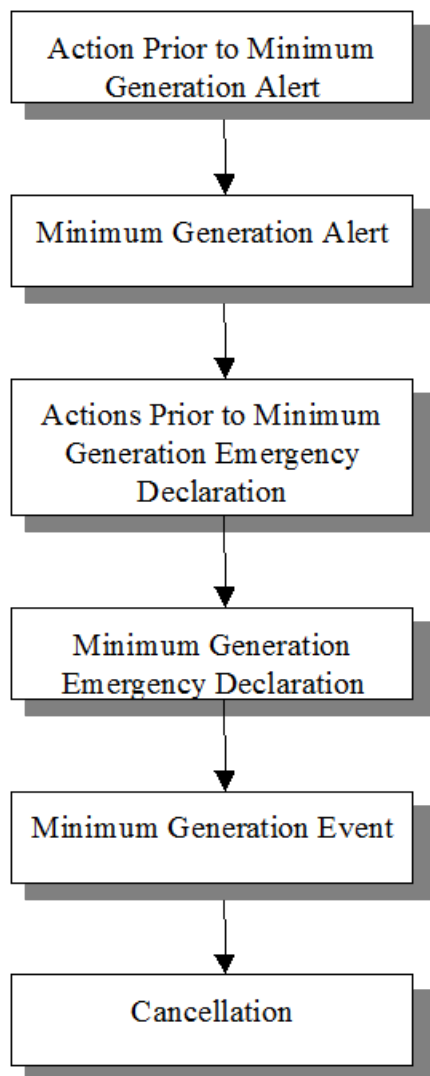 Action Prior to Minimum
Generation Alert
Minimum Generation Alert
Actions Prior to Minimum
Generation Emergency
Declaration
Minimum Generation
Emergency Declaration
Minimum Generation Event
Cancellation